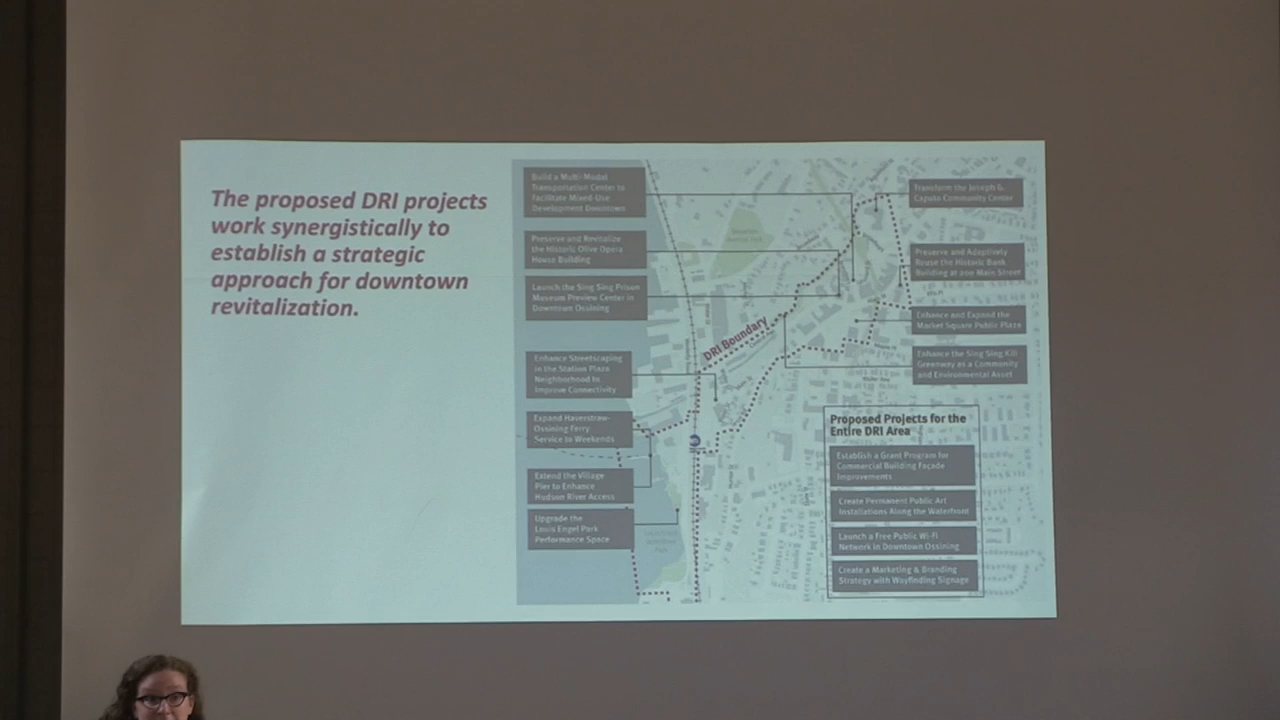 The proposed DRI projects
work synergistically to
establish a strategic
approach for downtown
revitalization.
Build a Multi-Modal
Transportation Center to
Facilitate Mixed-Use
Development Downtown
Preserve and Revitalize
the Historic Olive Opera
House Building
Launch the Sing Sing Prison
Museum Preview Center in
Downtown Ossining
Enhance Streetscaping
in the Station Plaza
Neighborhood to
Improve Connectivity
Expand Haverstraw-
Ossining Ferry
Service to Weekends
Extend the Village
Pier to Enhance
Hudson River Access
Upgrade the
Louis Engel Park
Performance Space
DRI Boundary
Transform the Joseph G.
Caputo Community Center
Preserve and Adaptively
Reuse the Historic Bank
Building at 200 Main Street
Enhance and Expand the
Market Square Public Plaza
Enhance the Sing Sing Kill
Greenway as a Community
and Environmental Asset
Proposed Projects for the
Entire DRI Area
Establish a Grant Program for
Commercial Building Façade
Improvements
Create Permanent Public Art
Installations Along the Waterfront
Launch a Free Public Wi-Fi
Network in Downtown Ossining
Create a Marketing & Branding
Strategy with Wayfinding Signage